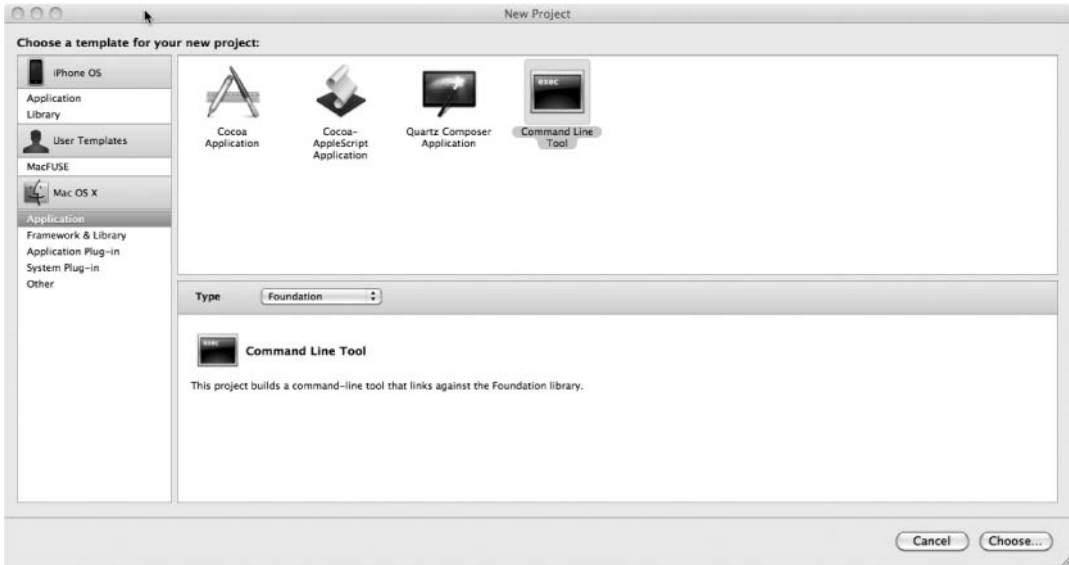 New Project
Choose a template for your new project:
iPhone OS
Application
Library
User Templates
MacFUSE
Mac OS X
Application
Framework & Library
Application Plug-in
System Plug-in
Other
Cocoa
Application
Cocoa-
AppleScript
Application
Quartz Composer
Application
exec
Command Line
Tool
Type
Foundation
exec
Command Line Tool
This project builds a command-line tool that links against the Foundation library.
Cancel
Choose...